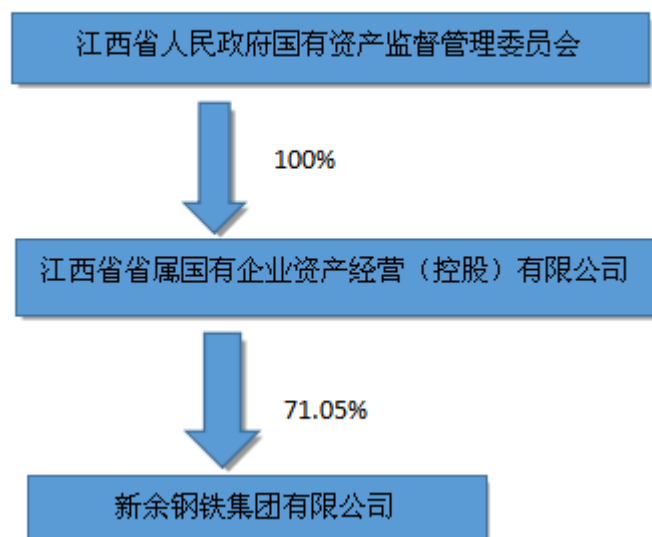 江西省人民政府国有资产监督管理委员会
100%
江西省省属国有企业资产经营（控股）有限公司
71.05%
新余钢铁集团有限公司